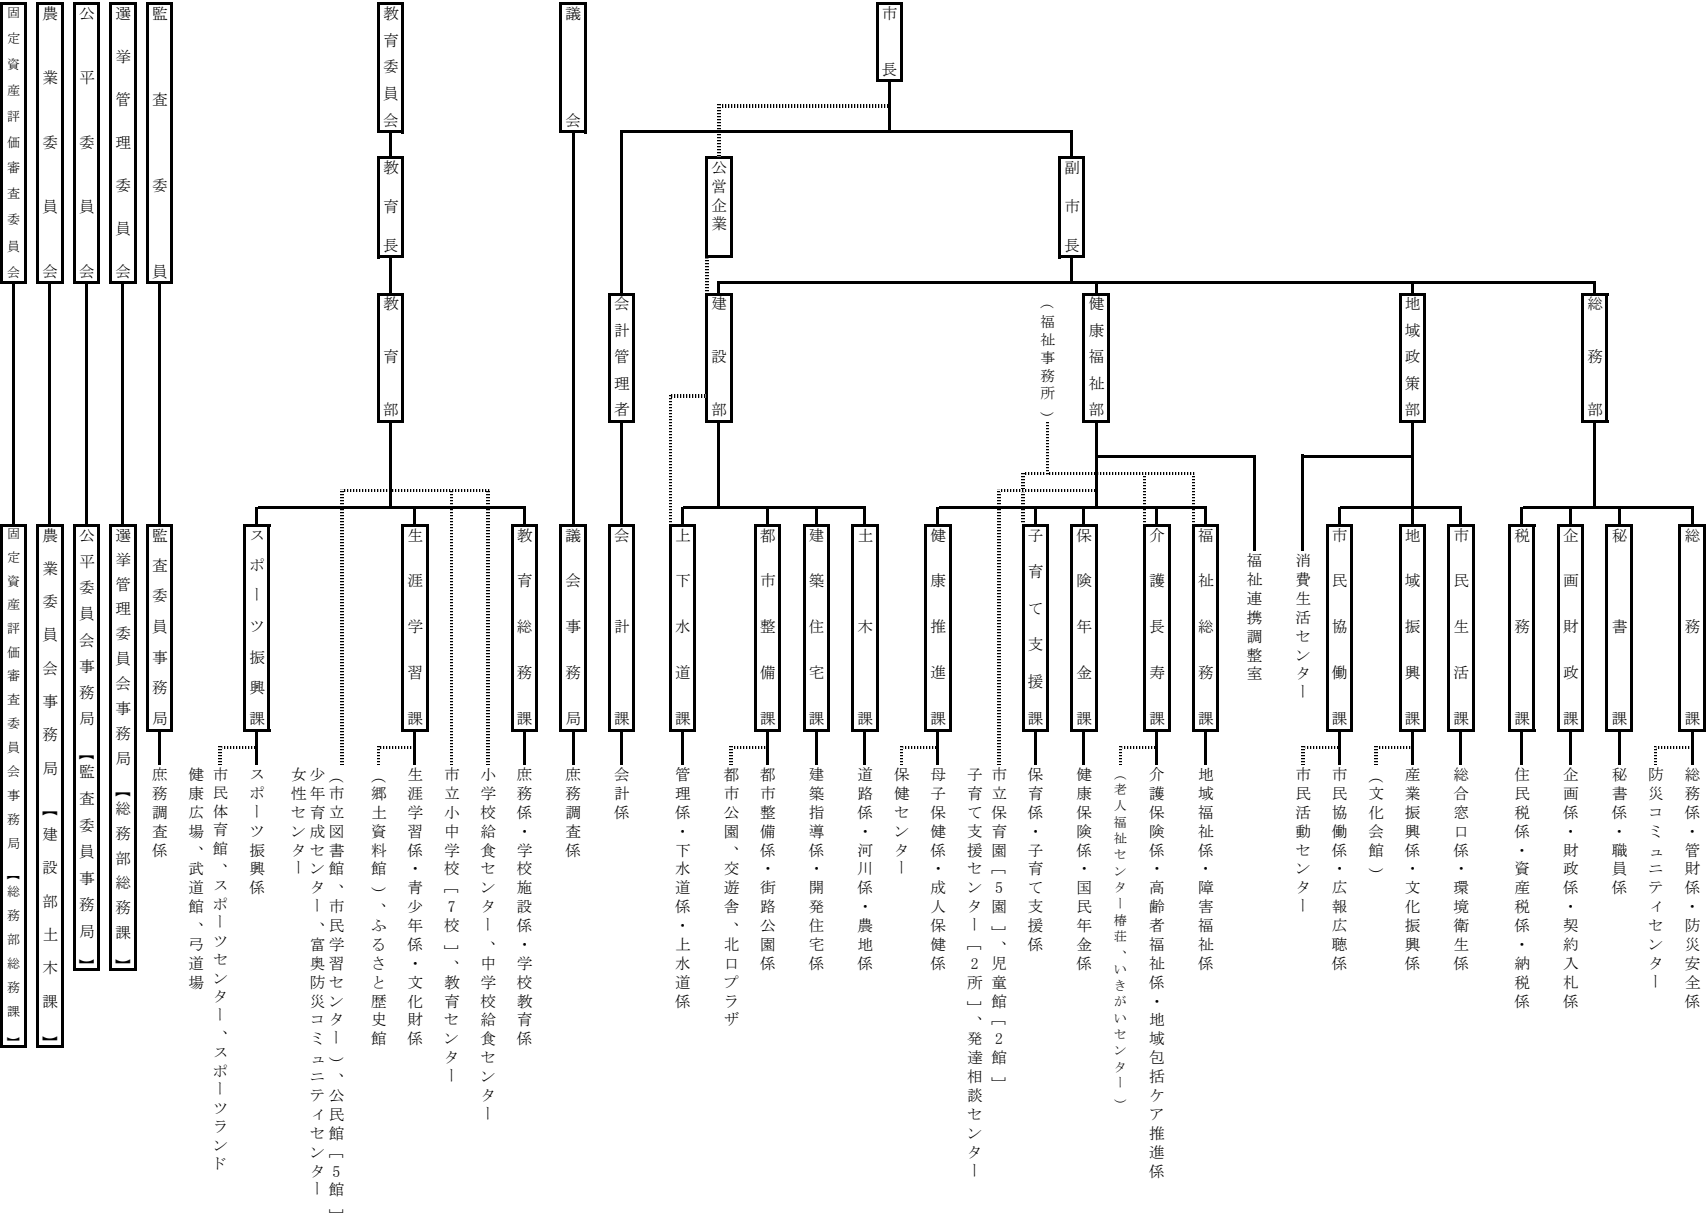 市長
副市長
公営企業
総務部
地域政策部
健康福祉部
（福祉事務所）
建設部
会計管理者
議会
教育委員会
教育長
教育部
監査委員
選挙管理委員会
公平委員会
農業委員会
固定資産評価審査委員会
総務課
秘書課
企画財政課
税務課
市民生活課
地域振興課
市民協働課
消費生活センター
福祉連携調整室
福祉総務課
介護長寿課
保険年金課
子育て支援課
健康推進課
土木課
建築住宅課
都市整備課
上下水道課
会計課
議会事務局
教育総務課
生涯学習課
スポーツ振興課
監査委員事務局
選挙管理委員会事務局【総務部総務課】
公平委員会事務局【監査委員事務局】
農業委員会事務局【建設部土木課】
固定資産評価審査委員会事務局【総務部総務課】
総務係・管財係・防災安全係
防災コミュニティセンター
秘書係・職員係
企画係・財政係・契約入札係
住民税係・資産税係・納税係
総合窓口係・環境衛生係
産業振興係・文化振興係
（文化会館）
市民協働係・広報広聴係
市民活動センター
地域福祉係・障害福祉係
介護保険係・高齢者福祉係・地域包括ケア推進係
（老人福祉センター椿荘、いきがいセンター）
健康保険係・国民年金係
保育係・子育て支援係
市立保育園［5園］、児童館［2館］
子育て支援センター［2所］、発達相談センター
母子保健係・成人保健係
保健センター
道路係・河川係・農地係
建築指導係・開発住宅係
都市整備係・街路公園係
都市公園、交遊舎、北口プラザ
管理係・下水道係・上水道係
会計係
庶務調査係
庶務係・学校施設係・学校教育係
小学校給食センター、中学校給食センター
市立小中学校［7校］、教育センター
生涯学習係・青少年係・文化財係
（郷土資料館）、ふるさと歴史館
（市立図書館、市民学習センター）、公民館［5館］
少年育成センター、富奥防災コミュニティセンター
女性センター
スポーツ振興係
市民体育館、スポーツセンター、スポーツランド
健康広場、武道館、弓道場
庶務調査係